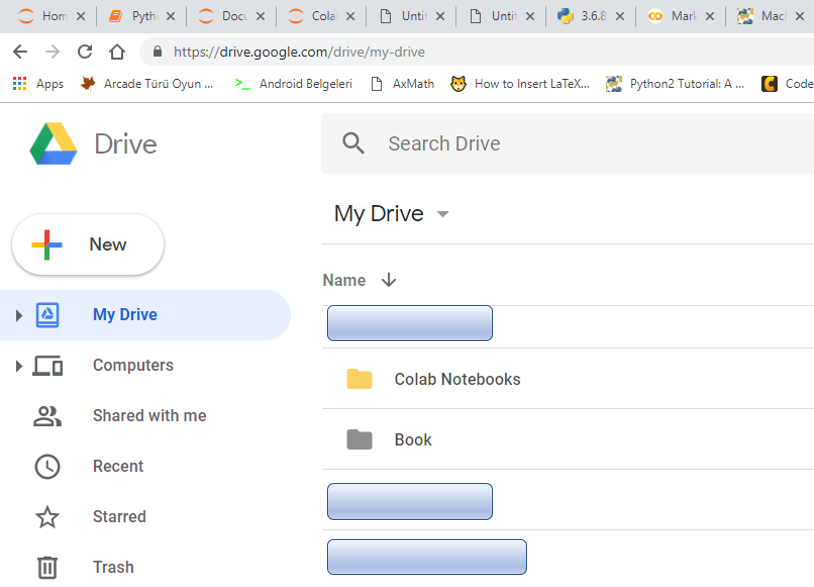 Hom
Pyth
Docu
Cola
Untit
Untit
3.6.8
Mark
Mach
https://drive.google.com/drive/my-drive
Apps
Arcade Türü Oyun ...
Android Belgeleri
AxMath
How to Insert LaTeX...
Python2 Tutorial: A ...
Code
Drive
Search Drive
My Drive
New
Name
My Drive
Computers
Colab Notebooks
Shared with me
Book
Recent
Starred
Trash